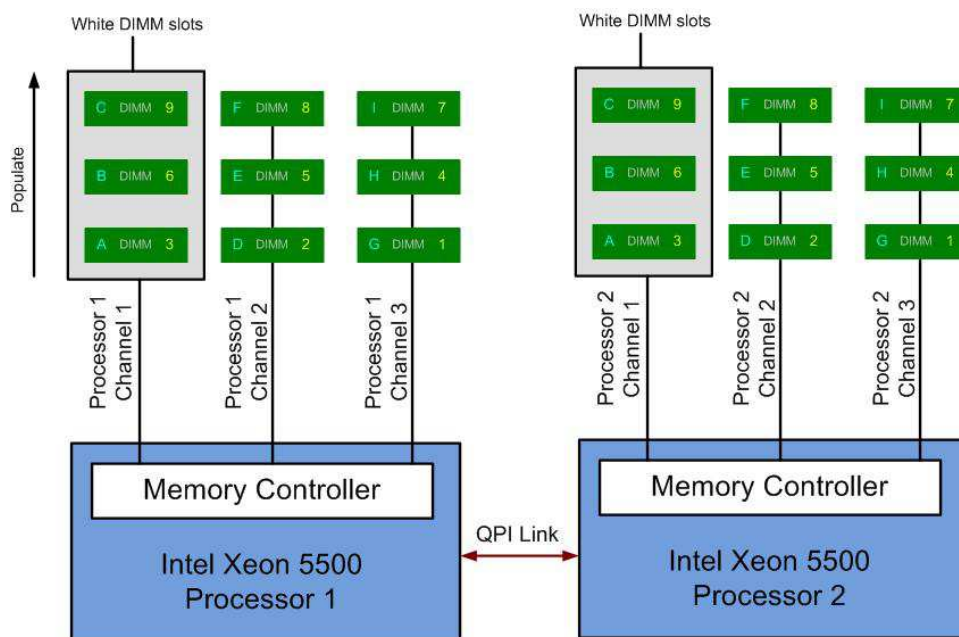 White DIMM slots
White DIMM slots
Populate
C DIMM 9
F DIMM 8
I DIMM 7
B DIMM 6
E DIMM 5
H DIMM 4
A DIMM 3
D DIMM 2
G DIMM 1
C DIMM 9
F DIMM 8
I DIMM 7
B DIMM 6
E DIMM 5
H DIMM 4
A DIMM 3
D DIMM 2
G DIMM 1
Processor 1
Channel 1
Processor 1
Channel 2
Processor 1
Channel 3
Processor 2
Channel 1
Processor 2
Channel 2
Processor 2
Channel 3
Memory Controller
Intel Xeon 5500
Processor 1
QPI Link
Memory Controller
Intel Xeon 5500
Processor 2